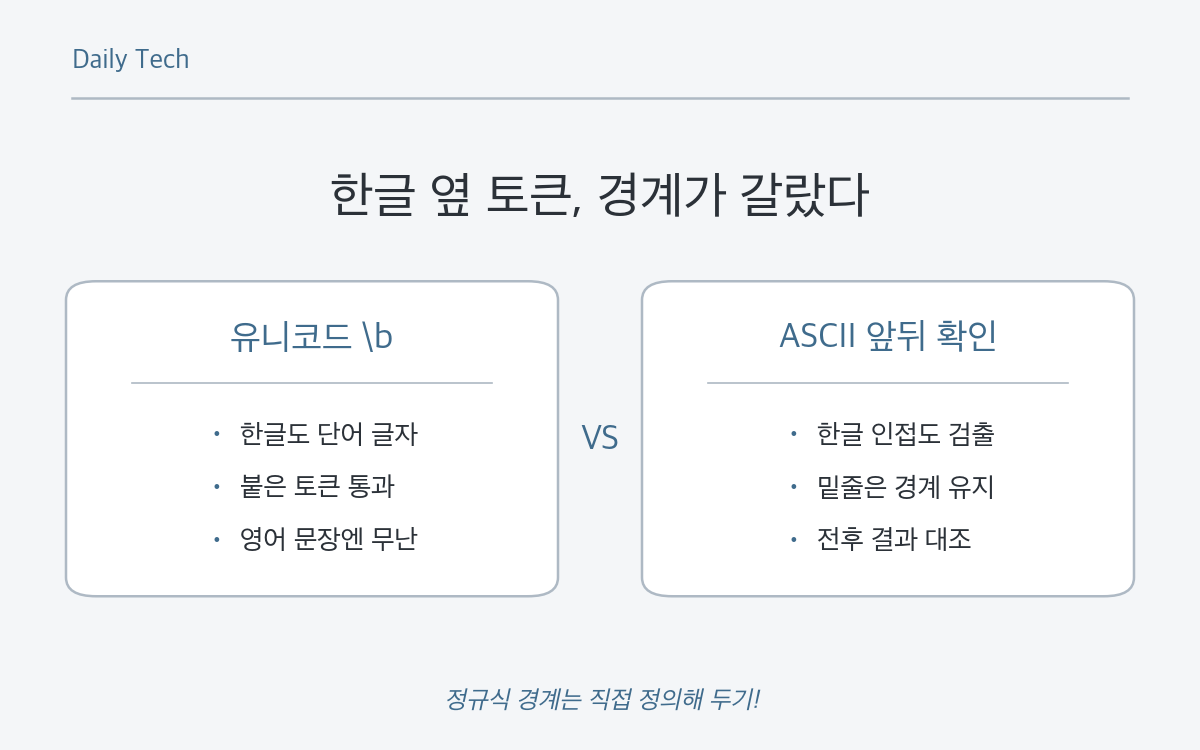 Daily Tech
한글 옆 토큰, 경계가 갈랐다
유니코드 \b
• 한글도 단어 글자
• 붙은 토큰 통과
• 영어 문장엔 무난
VS
ASCII 앞뒤 확인
• 한글 인접도 검출
• 밑줄은 경계 유지
• 전후 결과 대조
정규식 경계는 직접 정의해 두기!